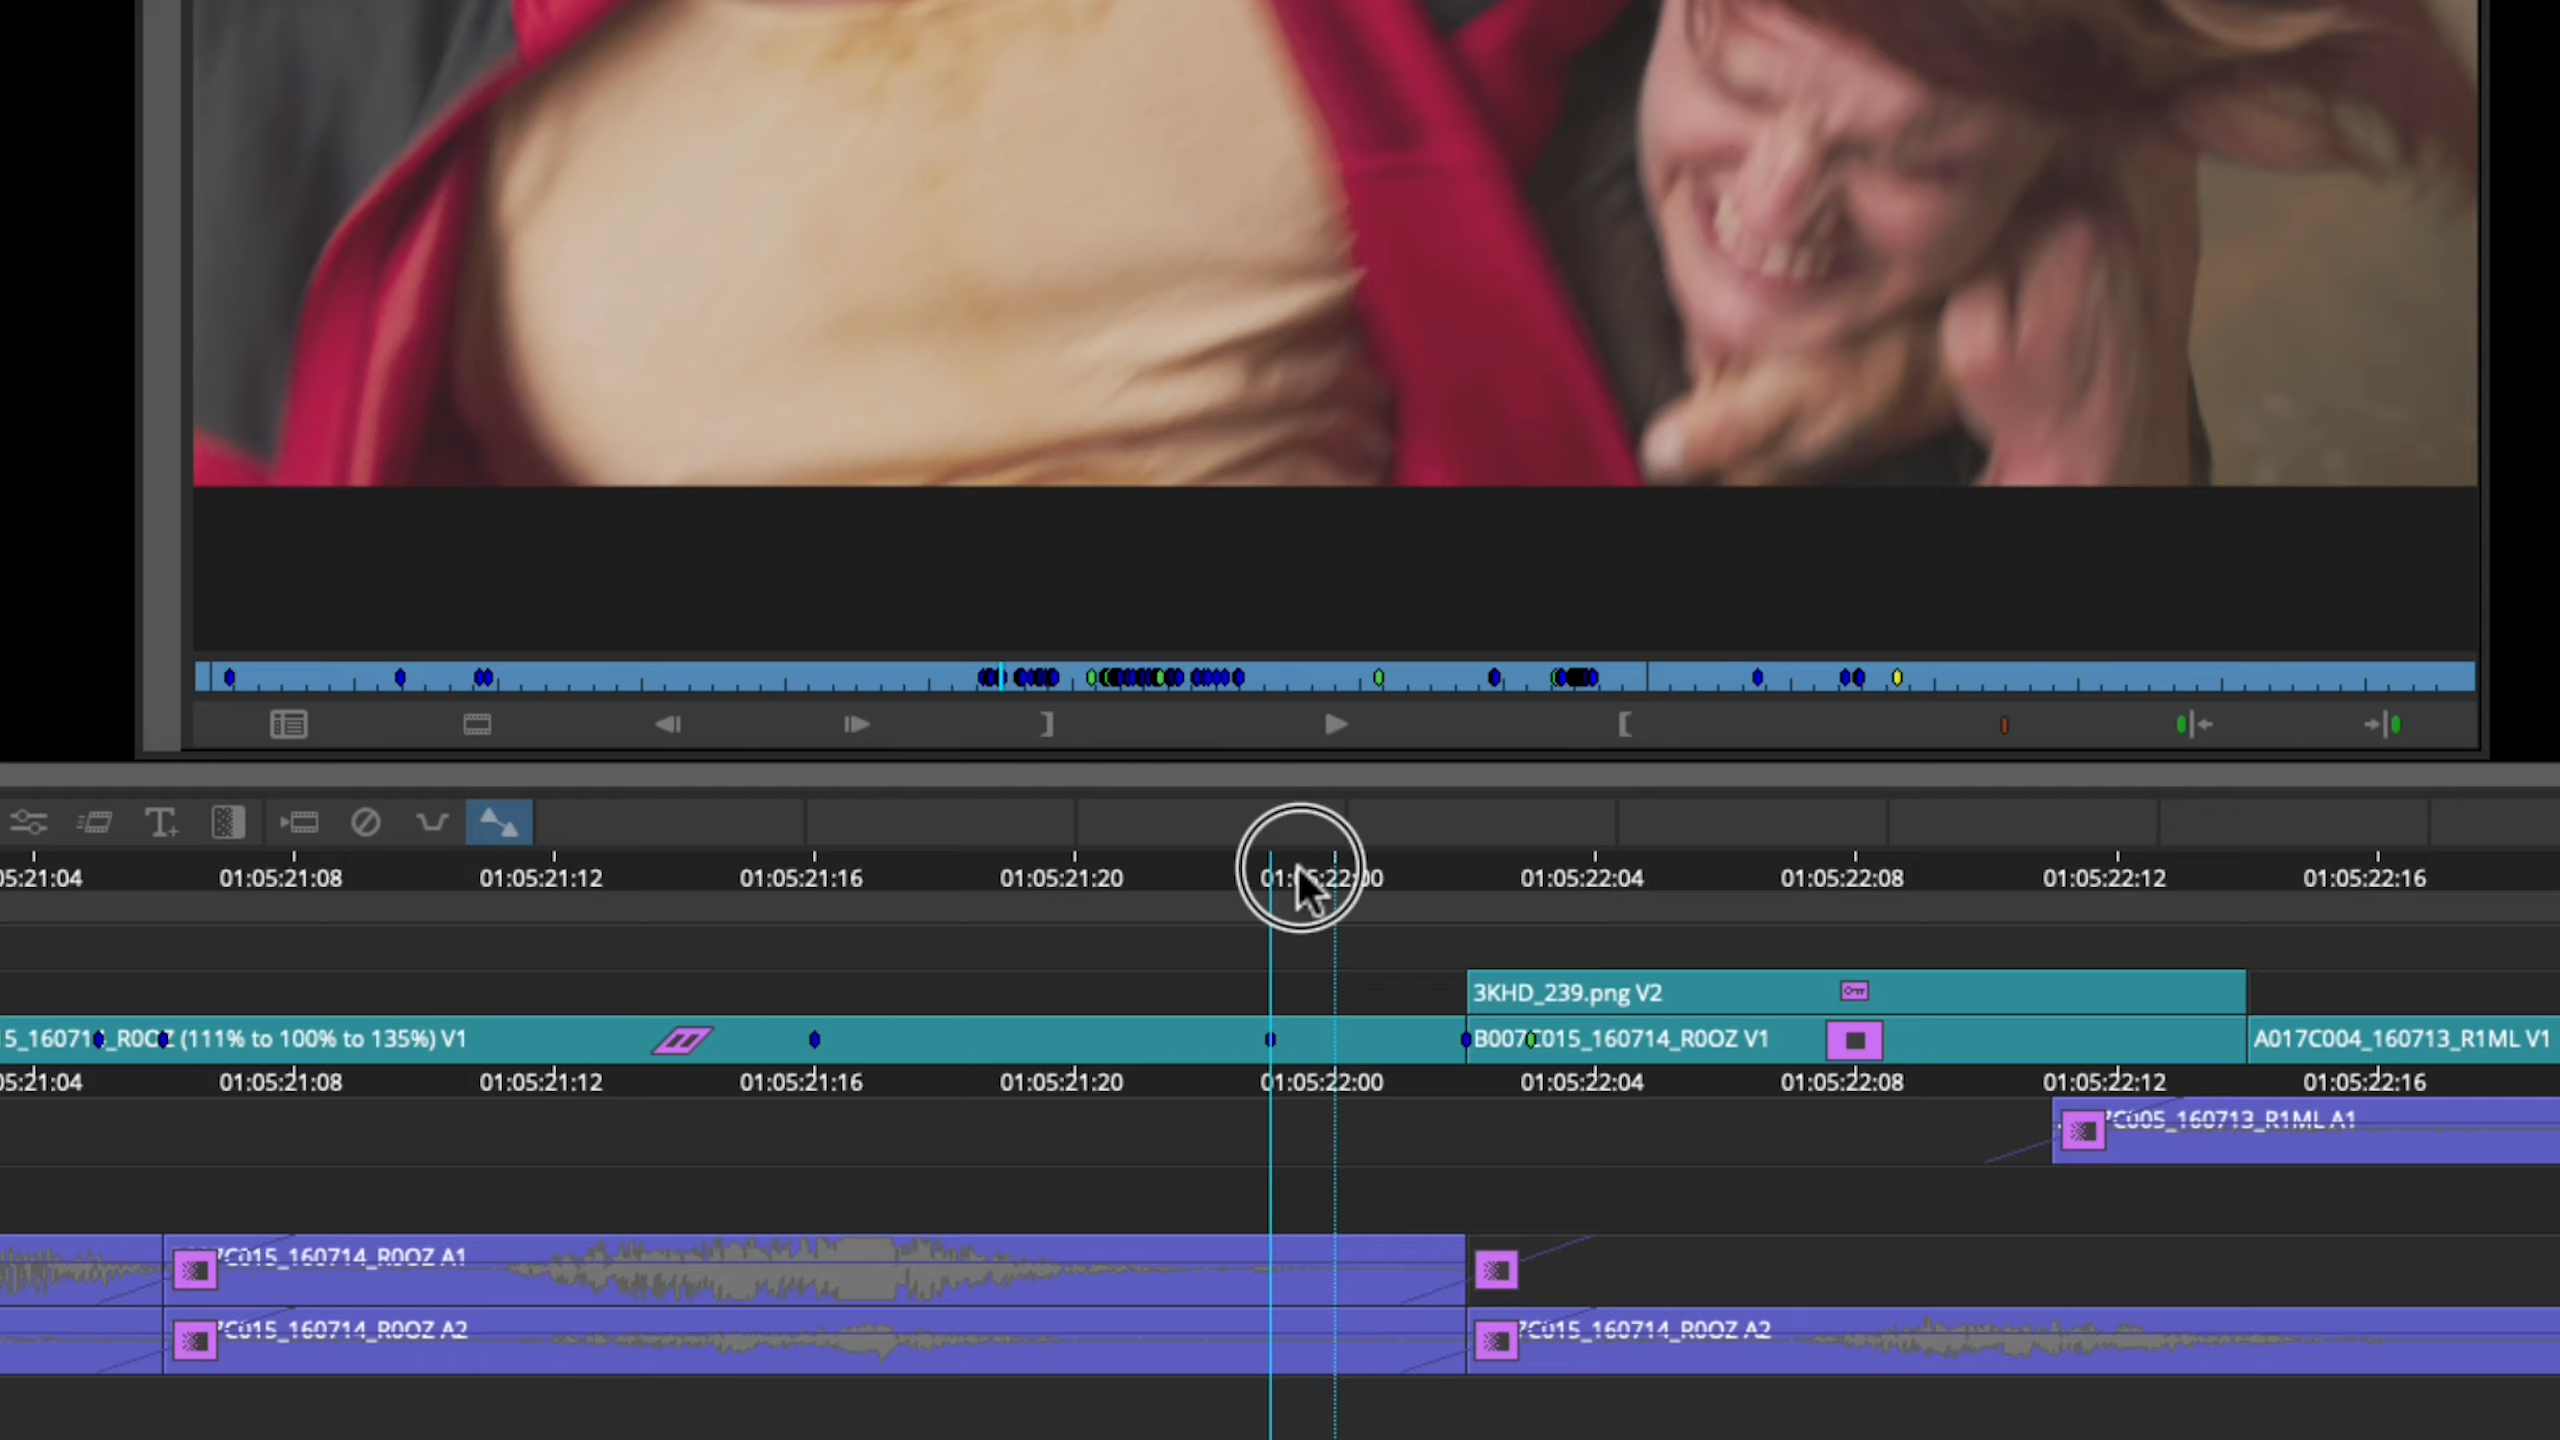 05:21:04 01:05:21:08 01:05:21:12 01:05:21:16 01:05:21:20 01:05:22:00 01:05:22:04 01:05:22:08 01:05:22:12 01:05:22:16
3KHD_239.png V2
15_160714_R0OZ (111% to 100% to 135%) V1 B007C015_160714_R0OZ V1 A017C004_160713_R1ML V1
05:21:04 01:05:21:08 01:05:21:12 01:05:21:16 01:05:21:20 01:05:22:00 01:05:22:04 01:05:22:08 01:05:22:12 01:05:22:16
7C005_160713_R1ML A1
7C015_160714_R0OZ A1
7C015_160714_R0OZ A2 7C015_160714_R0OZ A2